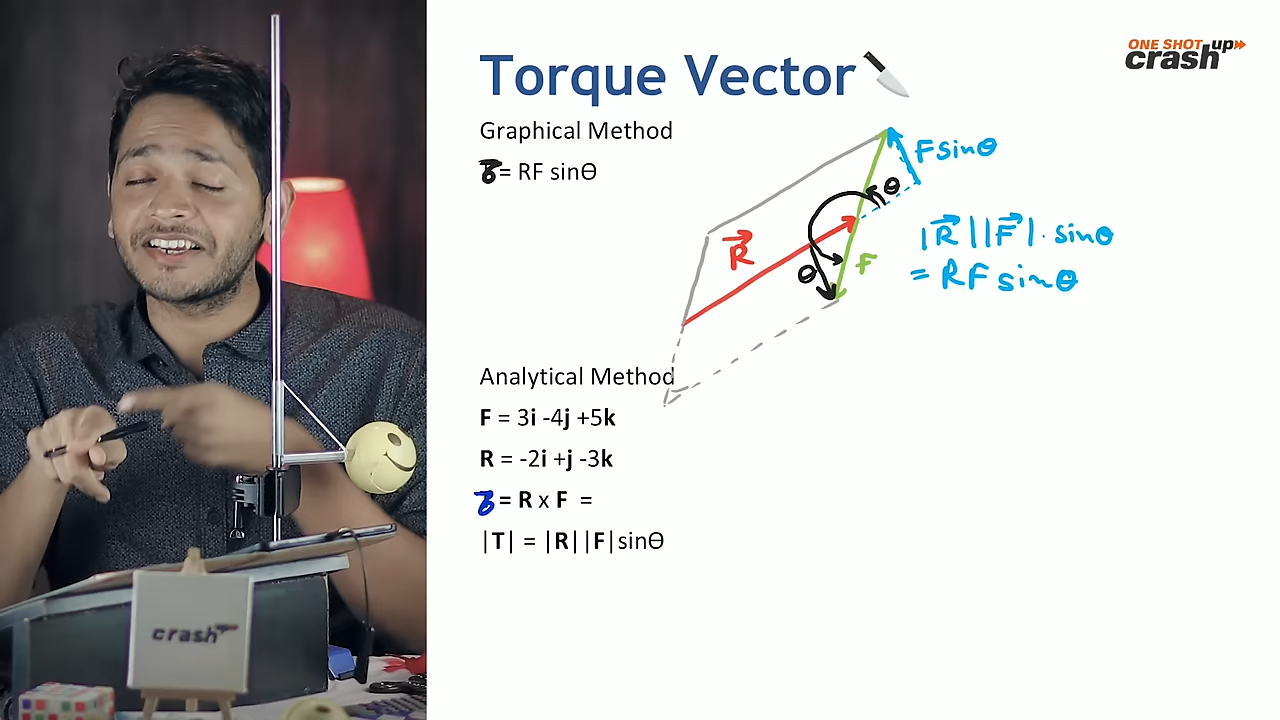 ONE SHOT
crash up
Torque Vector
Graphical Method
τ = RF sinΘ
F sinθ
θ
R
|R||F|·sinθ
= RF sinθ
F
θ
Analytical Method
F = 3i -4j +5k
R = -2i +j -3k
τ = R x F =
|T| = |R||F|sinΘ
crash